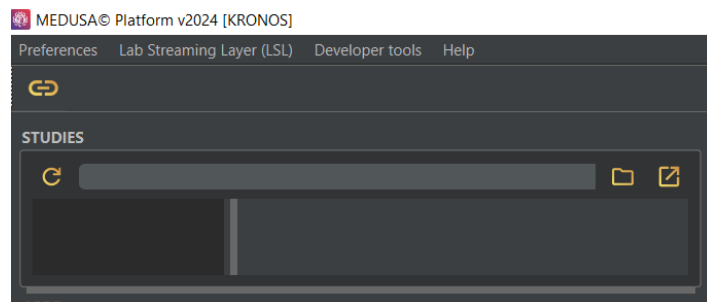 MEDUSA© Platform v2024 [KRONOS]
Preferences Lab Streaming Layer (LSL) Developer tools Help
STUDIES